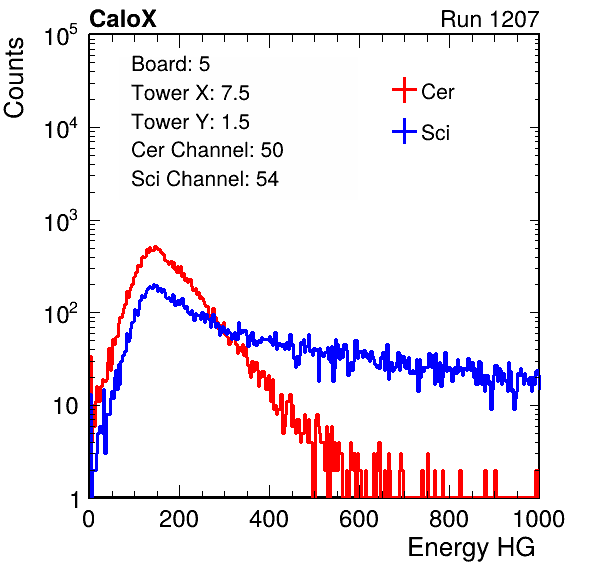 CaloX Run 1207
Counts
10^5
10^4
10^3
10^2
10
1
Board: 5
Tower X: 7.5
Tower Y: 1.5
Cer Channel: 50
Sci Channel: 54
Cer
Sci
0 200 400 600 800 1000
Energy HG